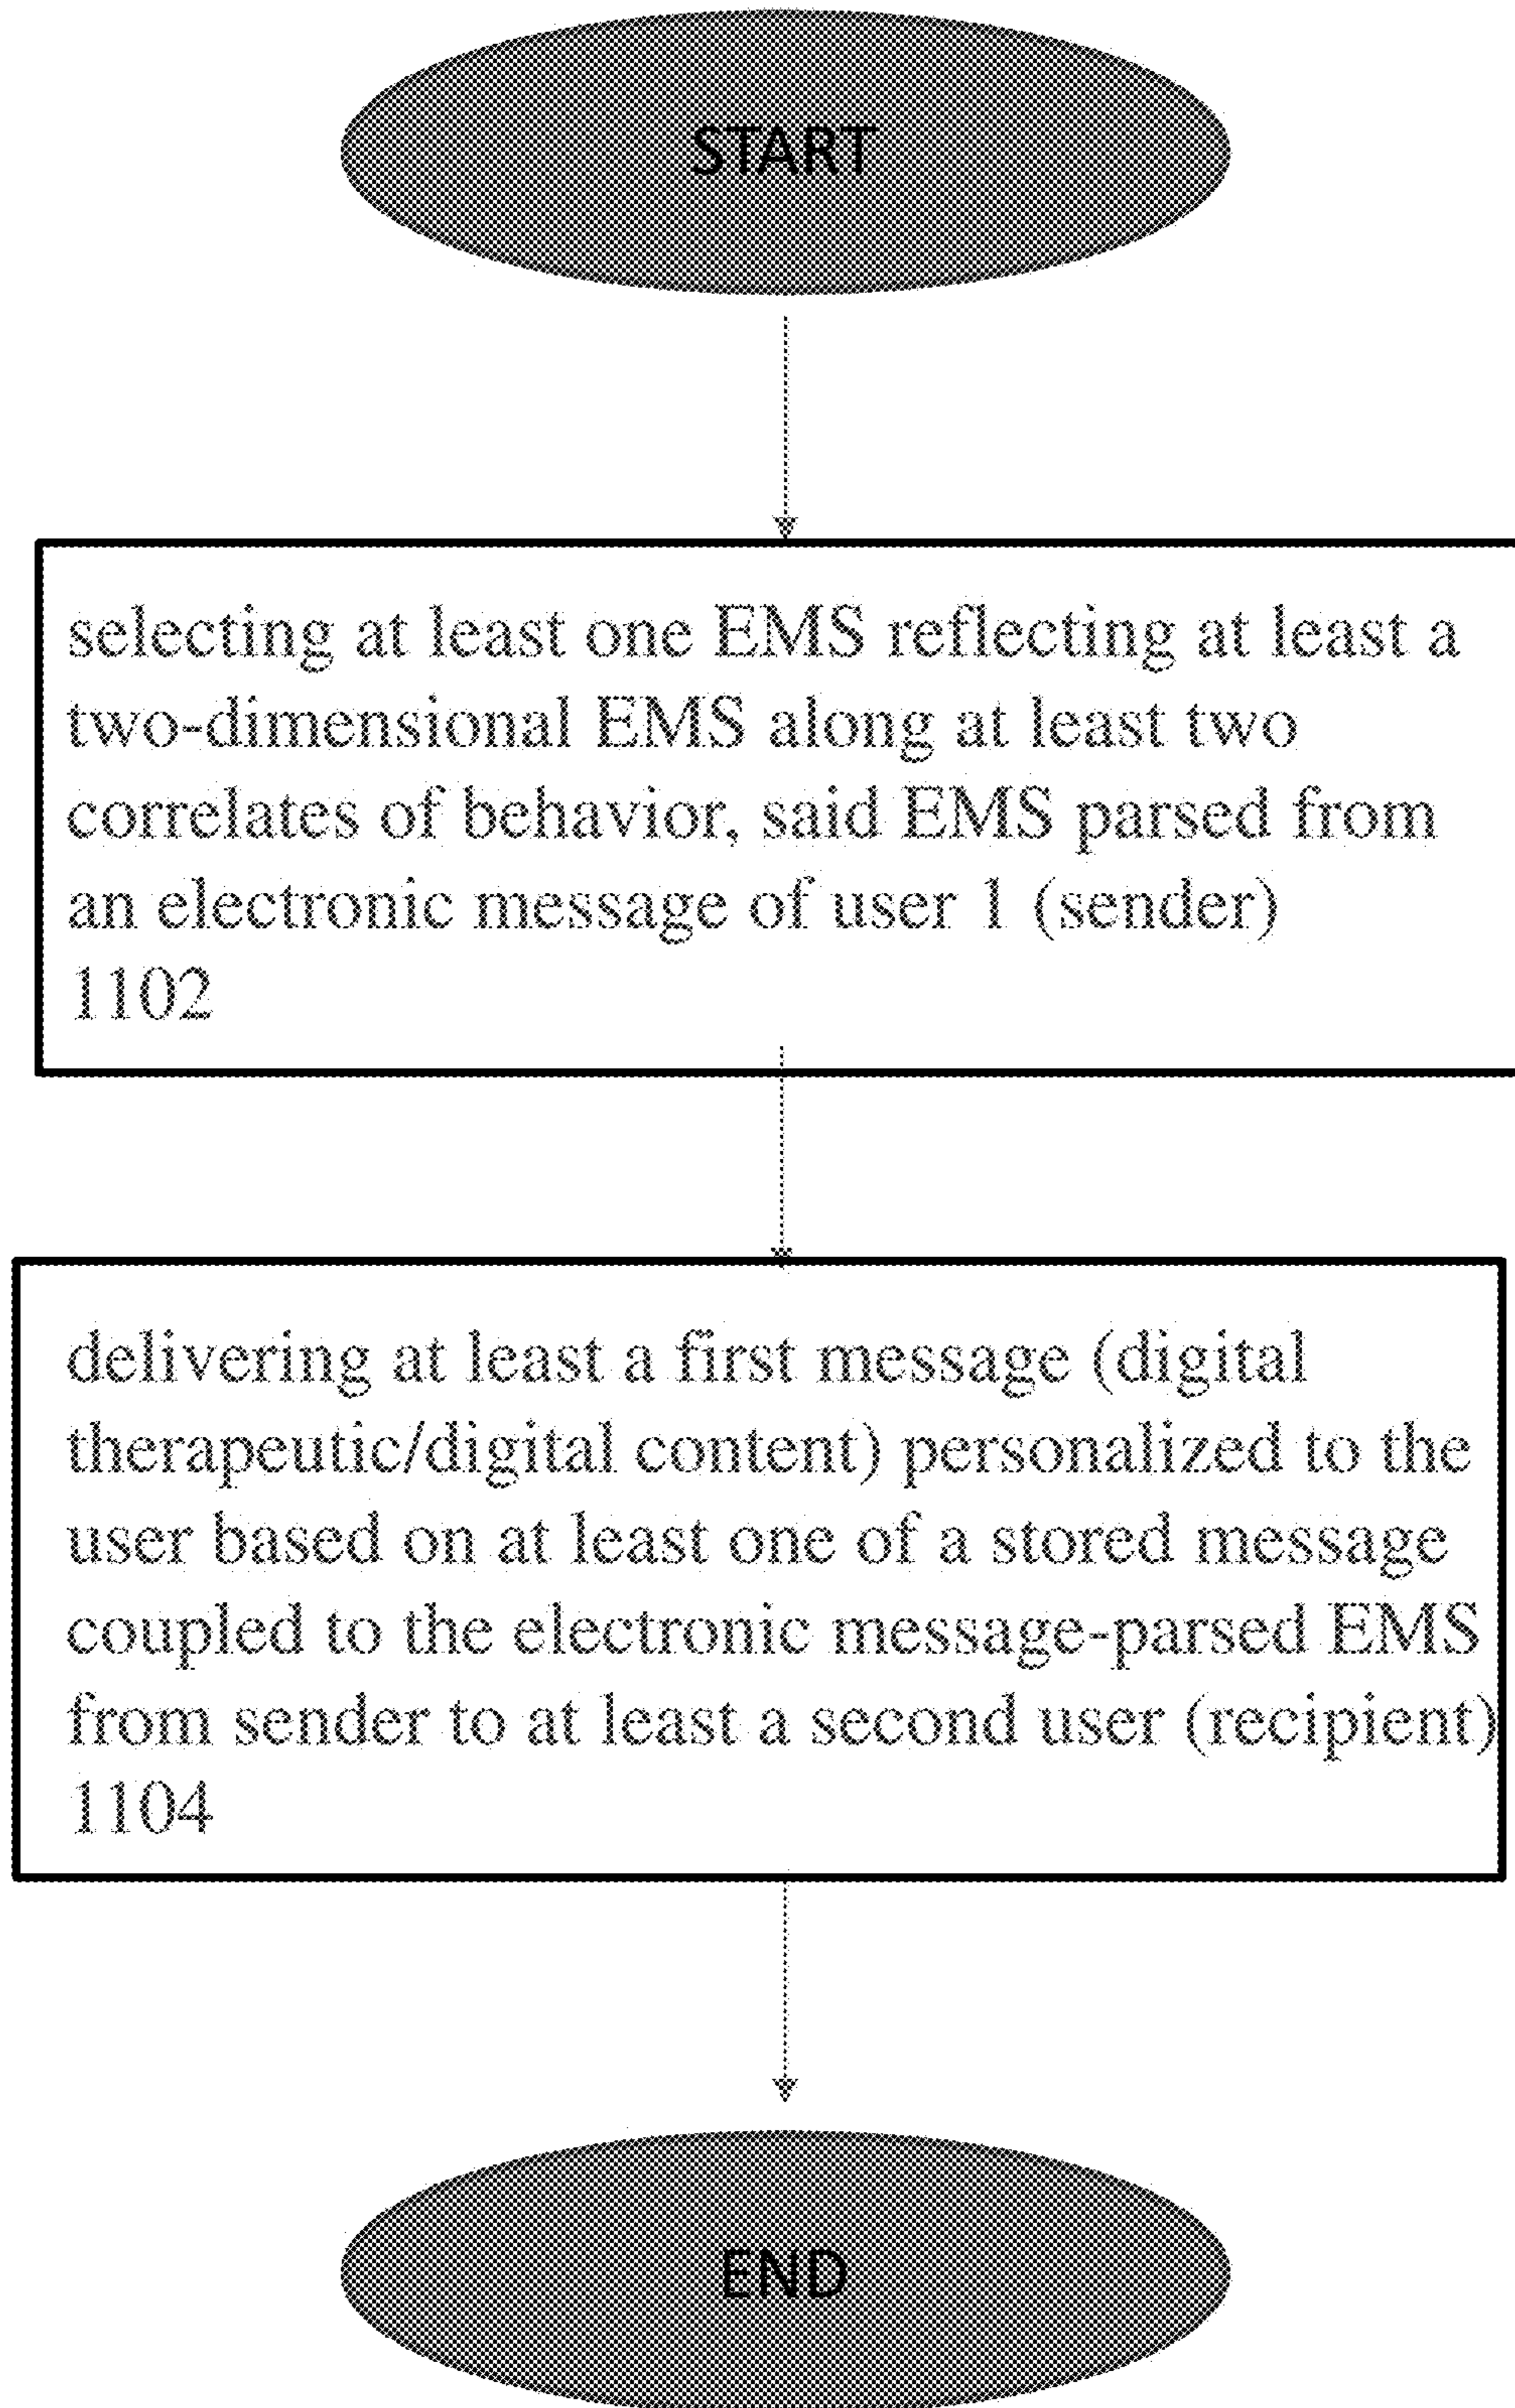 START
selecting at least one EMS reflecting at least a
two-dimensional EMS along at least two
correlates of behavior, said EMS parsed from
an electronic message of user 1 (sender)
1102
delivering at least a first message (digital
therapeutic/digital content) personalized to the
user based on at least one of a stored message
coupled to the electronic message-parsed EMS
from sender to at least a second user (recipient)
1104
END